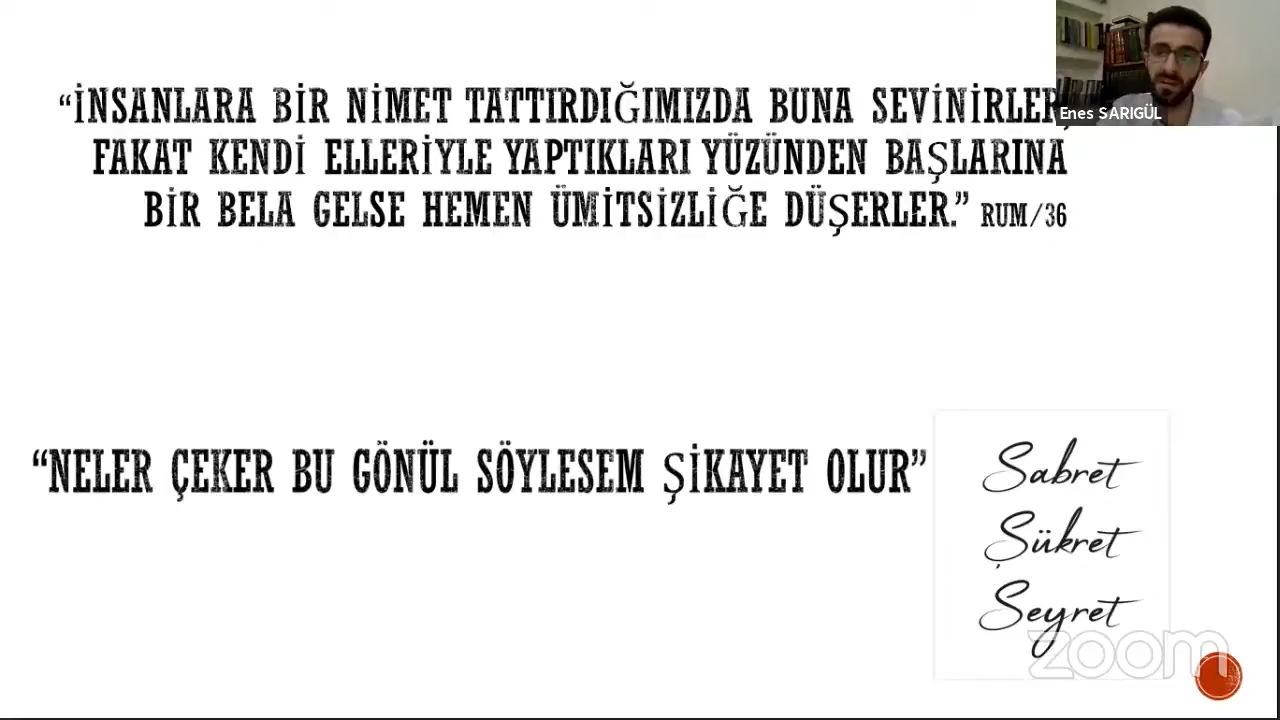 “İNSANLARA BİR NİMET TATTIRDIĞIMIZDA BUNA SEVİNİRLER,
FAKAT KENDİ ELLERİYLE YAPTIKLARI YÜZÜNDEN BAŞLARINA
BİR BELA GELSE HEMEN ÜMİTSİZLİĞE DÜŞERLER.” RUM/36
Enes SARIGÜL
“NELER ÇEKER BU GÖNÜL SÖYLESEM ŞİKAYET OLUR”
Sabret
Şükret
Seyret
zoom